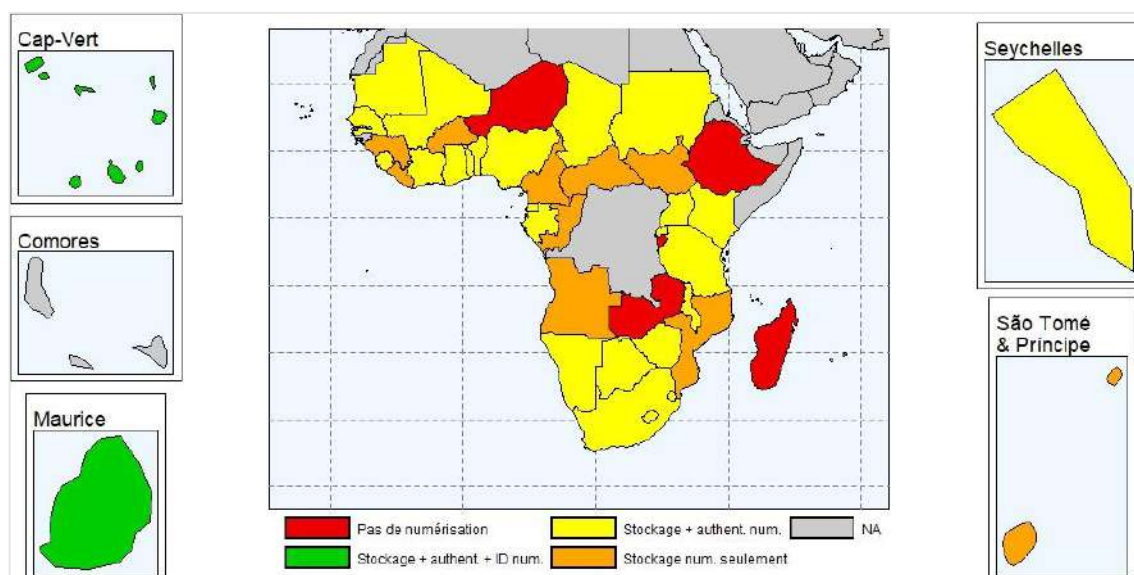 Cap-Vert
Comores
Maurice
Seychelles
São Tomé
& Príncipe
Pas de numérisation
Stockage + authent. num.
NA
Stockage + authent. + ID num.
Stockage num. seulement